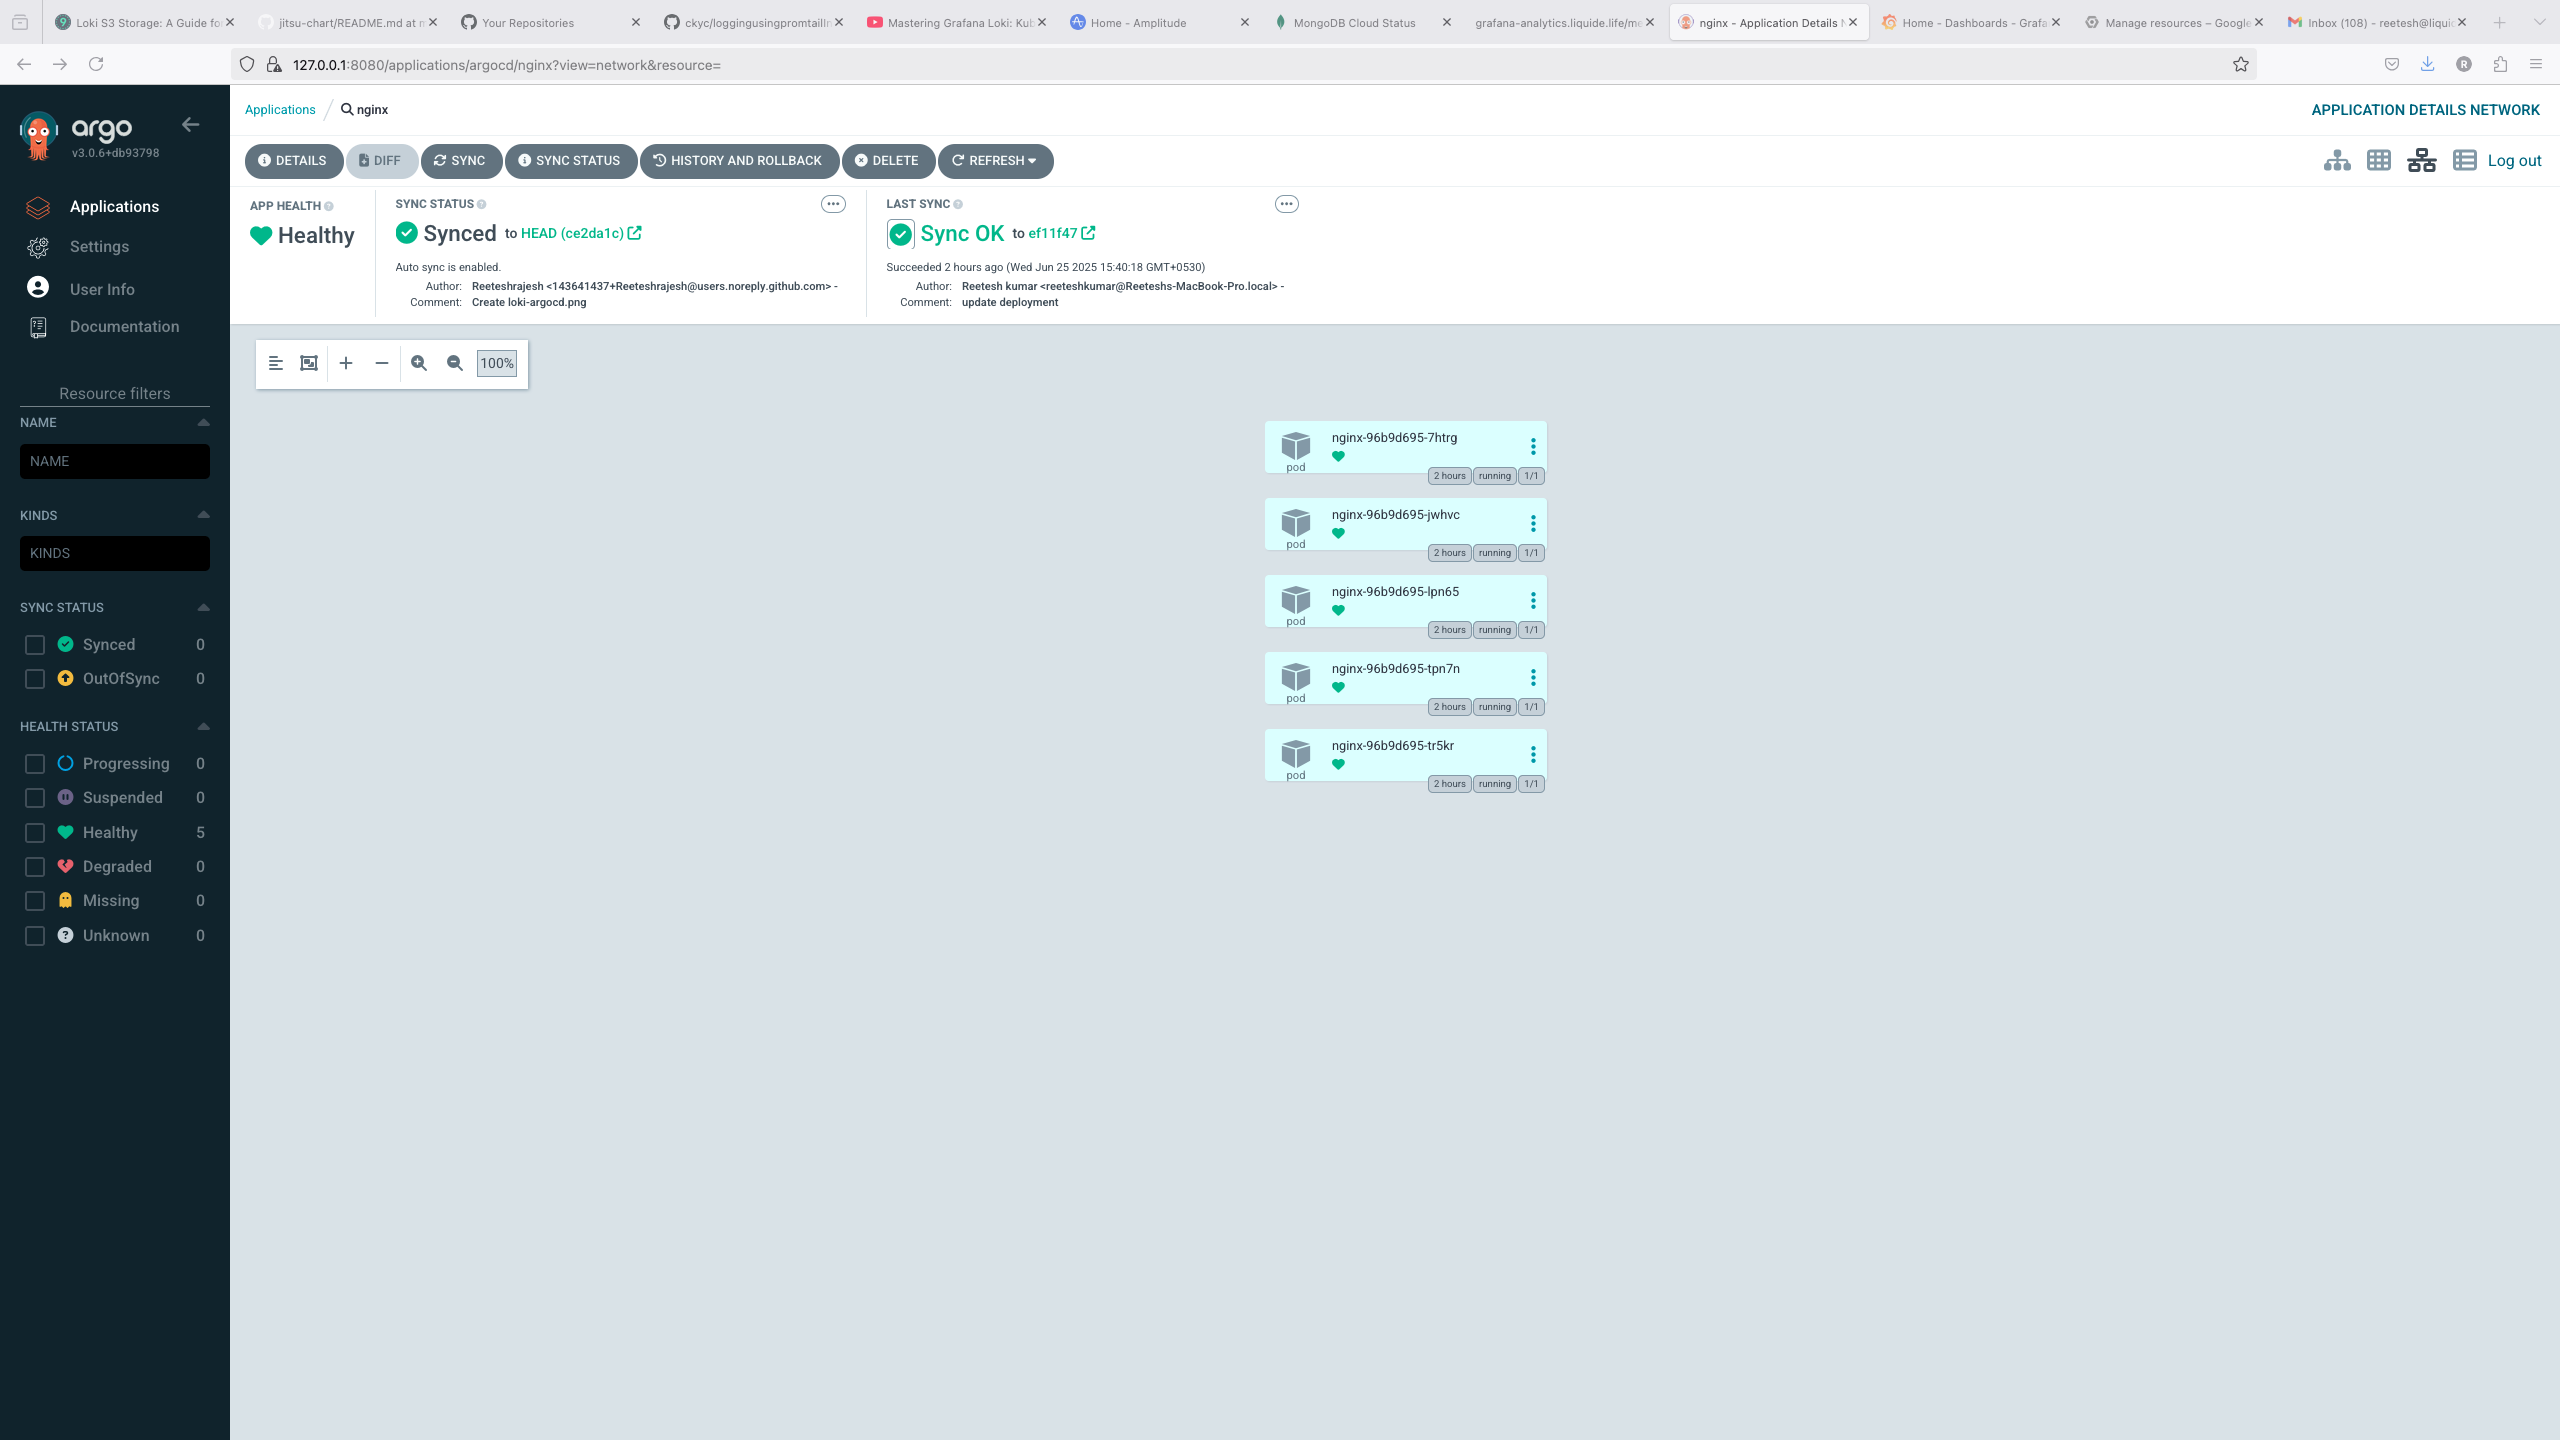 Loki S3 Storage: A Guide fo
jitsu-chart/README.md at m
Your Repositories
ckyc/loggingusingpromtailin
Mastering Grafana Loki: Kub
Home - Amplitude
MongoDB Cloud Status
grafana-analytics.liquide.life/me
nginx - Application Details N
Home - Dashboards - Grafa
Manage resources – Google
Inbox (108) - reetesh@liquid
127.0.0.1:8080/applications/argocd/nginx?view=network&resource=
R
argo
v3.0.6+db93798
Applications
Settings
User Info
Documentation
Resource filters
NAME
NAME
KINDS
KINDS
SYNC STATUS
Synced 0
OutOfSync 0
HEALTH STATUS
Progressing 0
Suspended 0
Healthy 5
Degraded 0
Missing 0
Unknown 0
Applications / nginx
APPLICATION DETAILS NETWORK
DETAILS
DIFF
SYNC
SYNC STATUS
HISTORY AND ROLLBACK
DELETE
REFRESH
Log out
APP HEALTH
Healthy
SYNC STATUS
Synced to HEAD (ce2da1c)
Auto sync is enabled.
Author: Reeteshrajesh <143641437+Reeteshrajesh@users.noreply.github.com> -
Comment: Create loki-argocd.png
LAST SYNC
Sync OK to ef11f47
Succeeded 2 hours ago (Wed Jun 25 2025 15:40:18 GMT+0530)
Author: Reetesh kumar <reeteshkumar@Reeteshs-MacBook-Pro.local> -
Comment: update deployment
100%
nginx-96b9d695-7htrg
pod
2 hours running 1/1
nginx-96b9d695-jwhvc
pod
2 hours running 1/1
nginx-96b9d695-lpn65
pod
2 hours running 1/1
nginx-96b9d695-tpn7n
pod
2 hours running 1/1
nginx-96b9d695-tr5kr
pod
2 hours running 1/1